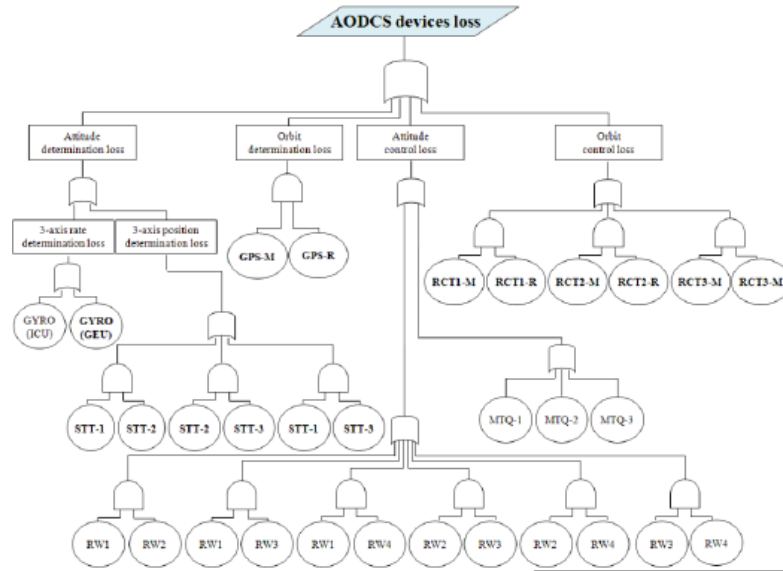 AODCS devices loss
Attitude
determination loss
Orbit
determination loss
Attitude
control loss
Orbit
control loss
3-axis rate
determination loss
3-axis position
determination loss
GPS-M
GPS-R
RCT1-M
RCT1-R
RCT2-M
RCT2-R
RCT3-M
RCT3-M
GYRO
(ICU)
GYRO
(GEU)
STT-1
STT-2
STT-2
STT-3
STT-1
STT-3
MTQ-1
MTQ-2
MTQ-3
RW1
RW2
RW1
RW3
RW1
RW4
RW2
RW3
RW2
RW4
RW3
RW4